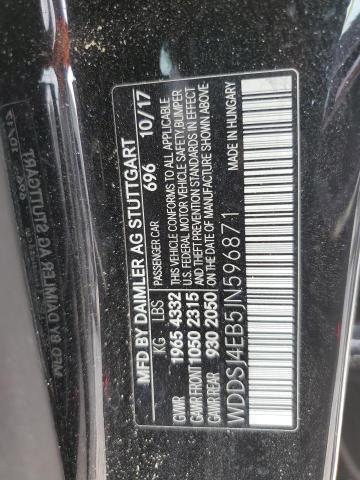 MFD BY DAIMLER AG STUTTGART
PASSENGER CAR 696 10/17
KG LBS THIS VEHICLE CONFORMS TO ALL APPLICABLE
GVWR 1965 4332 U.S. FEDERAL MOTOR VEHICLE SAFETY, BUMPER
GAWR FRONT 1050 2315 AND THEFT PREVENTION STANDARDS IN EFFECT
GAWR REAR 930 2050 ON THE DATE OF MANUFACTURE SHOWN ABOVE
WDDSJ4EB5JN596871 MADE IN HUNGARY